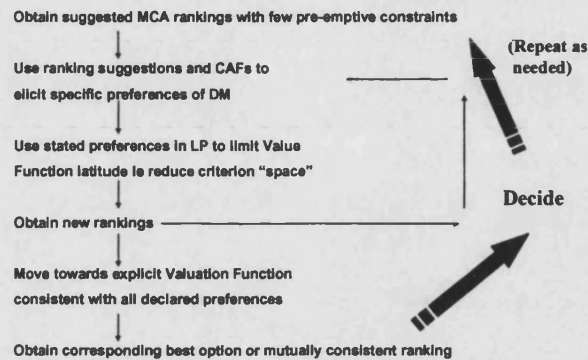 Obtain suggested MCA rankings with few pre-emptive constraints
(Repeat as
needed)
Use ranking suggestions and CAFs to
elicit specific preferences of DM
Use stated preferences in LP to limit Value
Function latitude ie reduce criterion "space"
Decide
Obtain new rankings
Move towards explicit Valuation Function
consistent with all declared preferences
Obtain corresponding best option or mutually consistent ranking